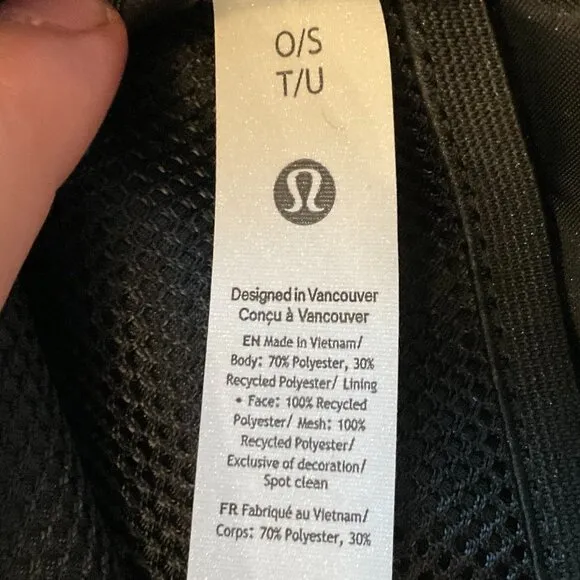 O/S
T/U
Designed in Vancouver
Conçu à Vancouver
EN Made in Vietnam/
Body: 70% Polyester, 30%
Recycled Polyester/ Lining
• Face: 100% Recycled
Polyester/ Mesh: 100%
Recycled Polyester/
Exclusive of decoration/
Spot clean
FR Fabriqué au Vietnam/
Corps: 70% Polyester, 30%